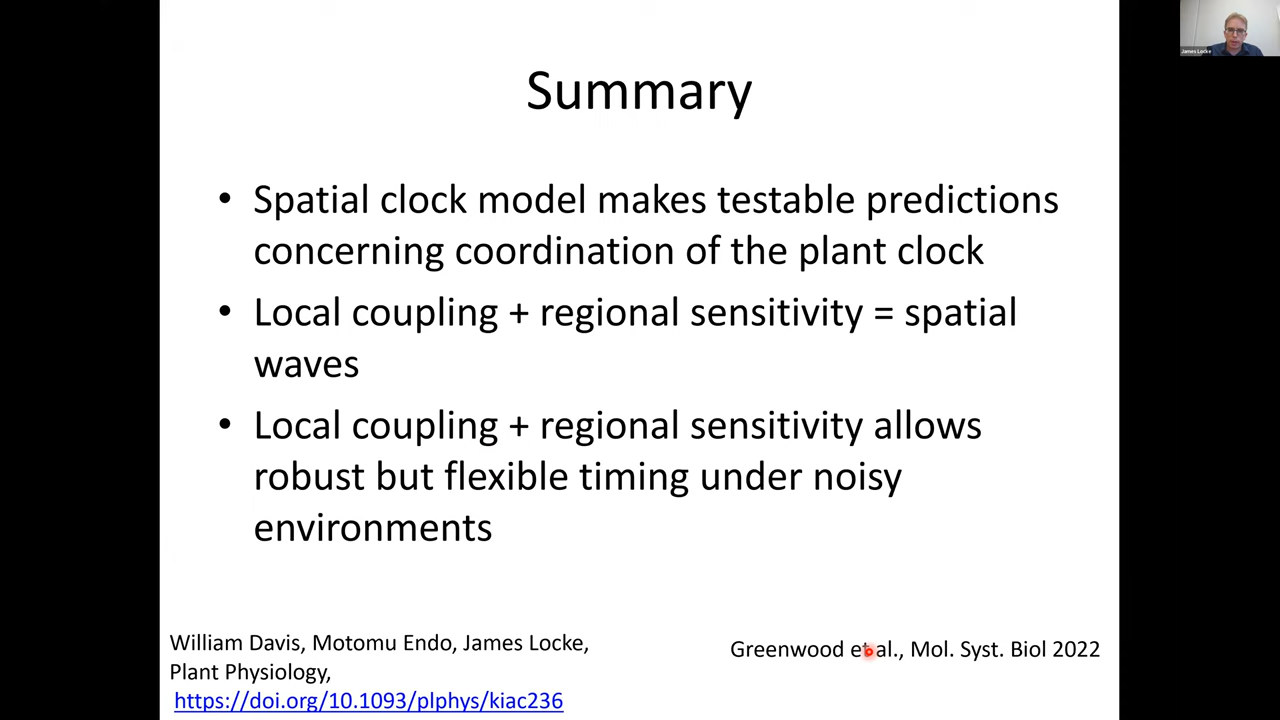 James Locke
Summary
• Spatial clock model makes testable predictions
concerning coordination of the plant clock
• Local coupling + regional sensitivity = spatial
waves
• Local coupling + regional sensitivity allows
robust but flexible timing under noisy
environments
William Davis, Motomu Endo, James Locke,
Plant Physiology,
https://doi.org/10.1093/plphys/kiac236
Greenwood et al., Mol. Syst. Biol 2022